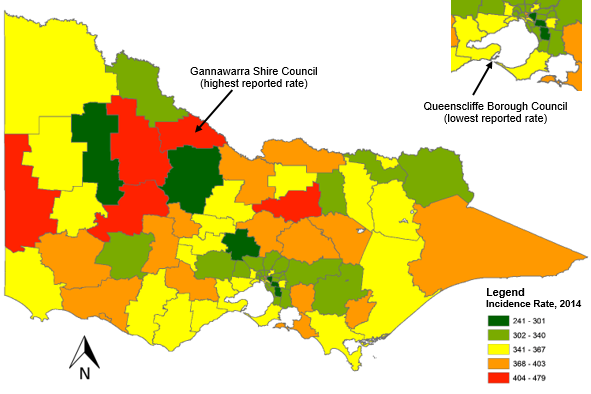 Gannawarra Shire Council
(highest reported rate)
Queenscliffe Borough Council
(lowest reported rate)
Legend
Incidence Rate, 2014
241 - 301
302 - 340
341 - 367
368 - 403
404 - 479
N